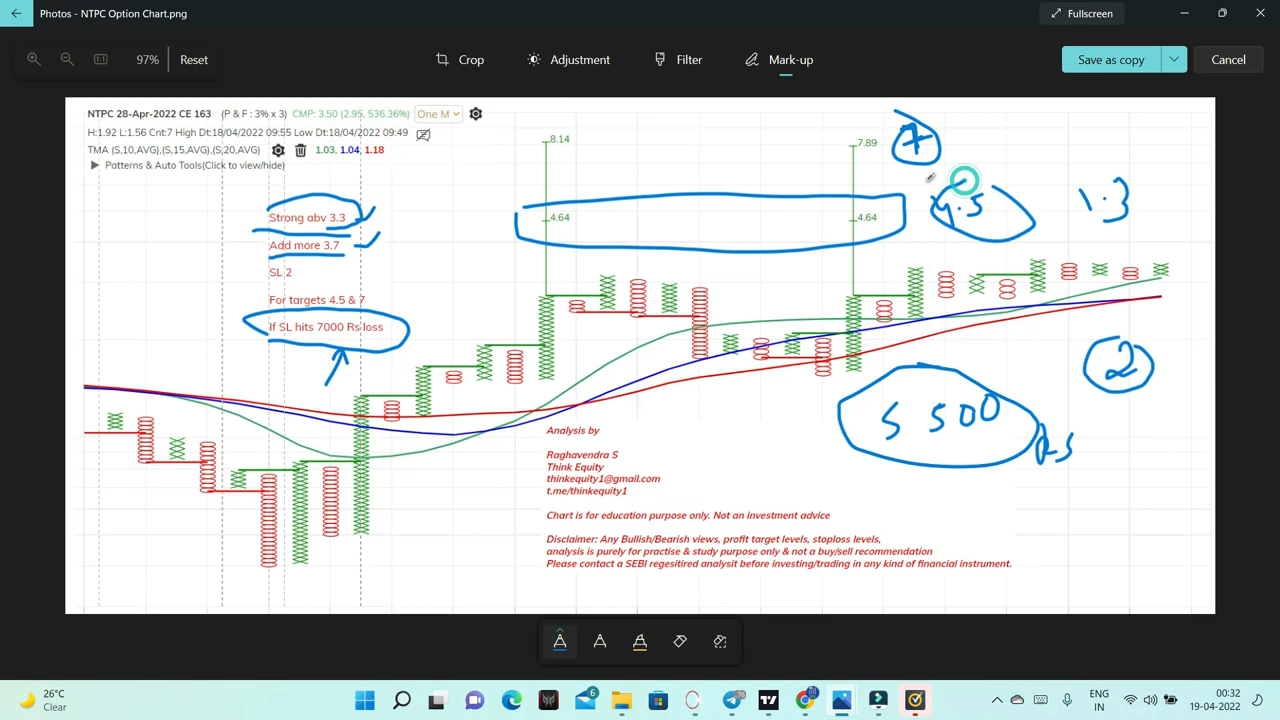 Photos - NTPC Option Chart.png
Fullscreen
97%
Reset
Crop
Adjustment
Filter
Mark-up
Save as copy
Cancel
NTPC 28-Apr-2022 CE 163 (P & F : 3% x 3) CMP: 3.50 (2.95, 536.36%) One M
H:1.92 L:1.56 Cnt:7 High Dt:18/04/2022 09:55 Low Dt:18/04/2022 09:49
TMA (S,10,AVG),(S,15,AVG),(S,20,AVG) 1.03, 1.04, 1.18
Patterns & Auto Tools(Click to view/hide)
8.14
7.89
7
4.5
1.3
Strong abv 3.3
4.64
4.64
Add more 3.7
SL 2
For targets 4.5 & 7
If SL hits 7000 Rs loss
2
5 500
Rs
Analysis by
Raghavendra S
Think Equity
thinkequity1@gmail.com
t.me/thinkequity1
Chart is for education purpose only. Not an investment advice
Disclaimer: Any Bullish/Bearish views, profit target levels, stoploss levels,
analysis is purely for practise & study purpose only & not a buy/sell recommendation
Please contact a SEBI regesitired analysit before investing/trading in any kind of financial instrument.
26°C
Clear
6
76
ENG
IN
00:32
19-04-2022